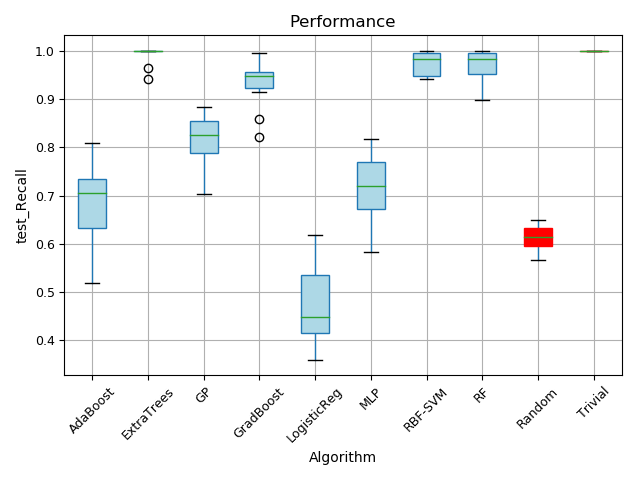 Performance
1.0
0.9
0.8
0.7
0.6
0.5
0.4
test_Recall
AdaBoost
ExtraTrees
GP
GradBoost
LogisticReg
MLP
RBF-SVM
RF
Random
Trivial
Algorithm